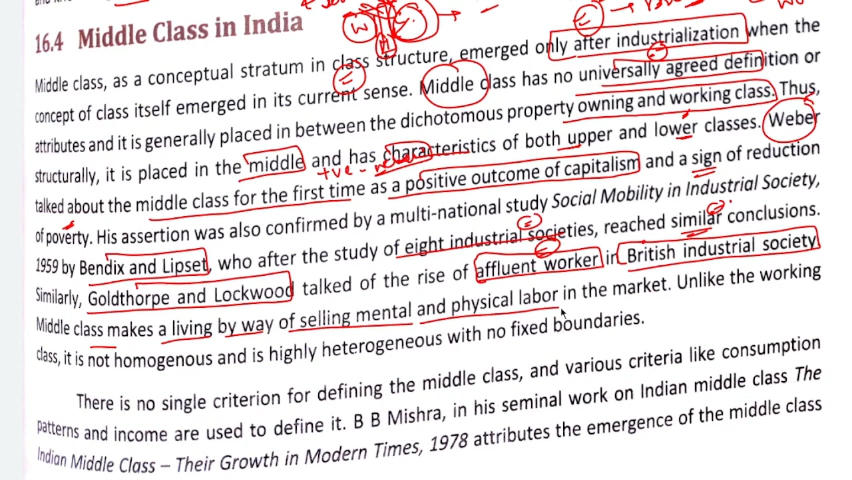 16.4 Middle Class in India
Middle class, as a conceptual stratum in class structure, emerged only after industrialization when the
concept of class itself emerged in its current sense. Middle class has no universally agreed definition or
attributes and it is generally placed in between the dichotomous property owning and working class. Thus,
structurally, it is placed in the middle and has characteristics of both upper and lower classes. Weber
+ve
talked about the middle class for the first time as a positive outcome of capitalism and a sign of reduction
of poverty. His assertion was also confirmed by a multi-national study Social Mobility in Industrial Society,
1959 by Bendix and Lipset, who after the study of eight industrial societies, reached similar conclusions.
Similarly, Goldthorpe and Lockwood talked of the rise of affluent worker in British industrial society
Middle class makes a living by way of selling mental and physical labor in the market. Unlike the working
class, it is not homogenous and is highly heterogeneous with no fixed boundaries.
There is no single criterion for defining the middle class, and various criteria like consumption
patterns and income are used to define it. B B Mishra, in his seminal work on Indian middle class The
Indian Middle Class – Their Growth in Modern Times, 1978 attributes the emergence of the middle class